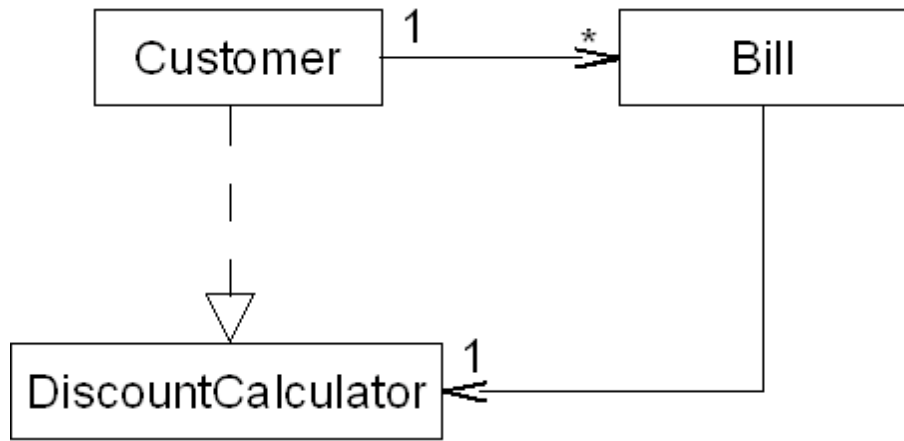 1
*
Customer
Bill
1
DiscountCalculator